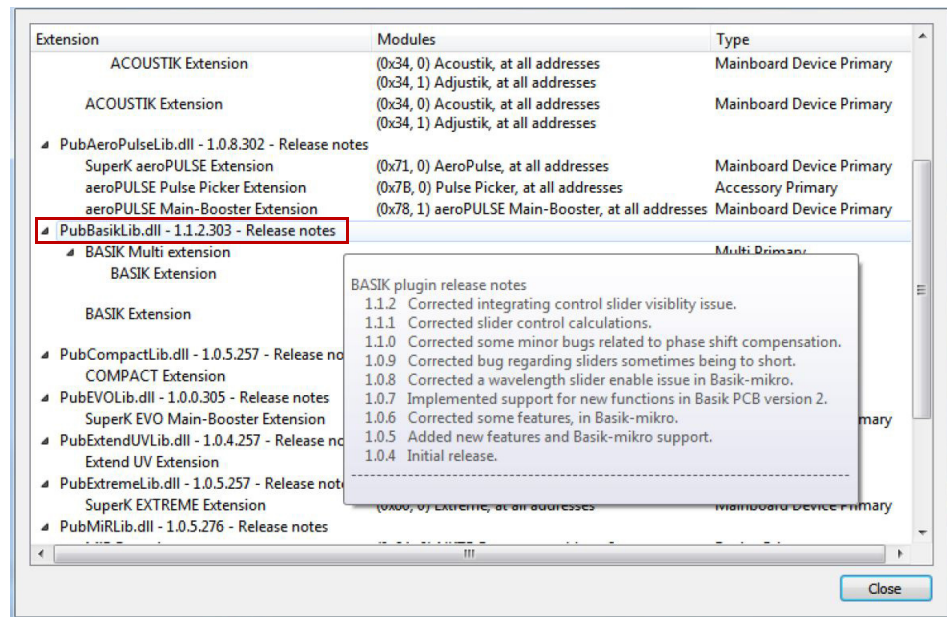 Extension Modules Type
ACOUSTIK Extension (0x34, 0) Acoustik, at all addresses Mainboard Device Primary
(0x34, 1) Adjustik, at all addresses
ACOUSTIK Extension (0x34, 0) Acoustik, at all addresses Mainboard Device Primary
(0x34, 1) Adjustik, at all addresses
PubAeroPulseLib.dll - 1.0.8.302 - Release notes
SuperK aeroPULSE Extension (0x71, 0) AeroPulse, at all addresses Mainboard Device Primary
aeroPULSE Pulse Picker Extension (0x7B, 0) Pulse Picker, at all addresses Accessory Primary
aeroPULSE Main-Booster Extension (0x78, 1) aeroPULSE Main-Booster, at all addresses Mainboard Device Primary
PubBasikLib.dll - 1.1.2.303 - Release notes
BASIK Multi extension Multi Primary
BASIK Extension
BASIK plugin release notes
1.1.2 Corrected integrating control slider visiblity issue.
BASIK Extension
1.1.1 Corrected slider control calculations.
1.1.0 Corrected some minor bugs related to phase shift compensation.
PubCompactLib.dll - 1.0.5.257 - Release no
1.0.9 Corrected bug regarding sliders sometimes being to short.
COMPACT Extension
1.0.8 Corrected a wavelength slider enable issue in Basik-mikro.
PubEVOLib.dll - 1.0.0.305 - Release notes
1.0.7 Implemented support for new functions in Basik PCB version 2.
SuperK EVO Main-Booster Extension
1.0.6 Corrected some features, in Basik-mikro.
mary
PubExtendUVLib.dll - 1.0.4.257 - Release no
1.0.5 Added new features and Basik-mikro support.
Extend UV Extension
1.0.4 Initial release.
PubExtremeLib.dll - 1.0.5.257 - Release note
SuperK EXTREME Extension (0x60, 0) Extreme, at all addresses Mainboard Device Primary
PubMiRLib.dll - 1.0.5.276 - Release notes
Close